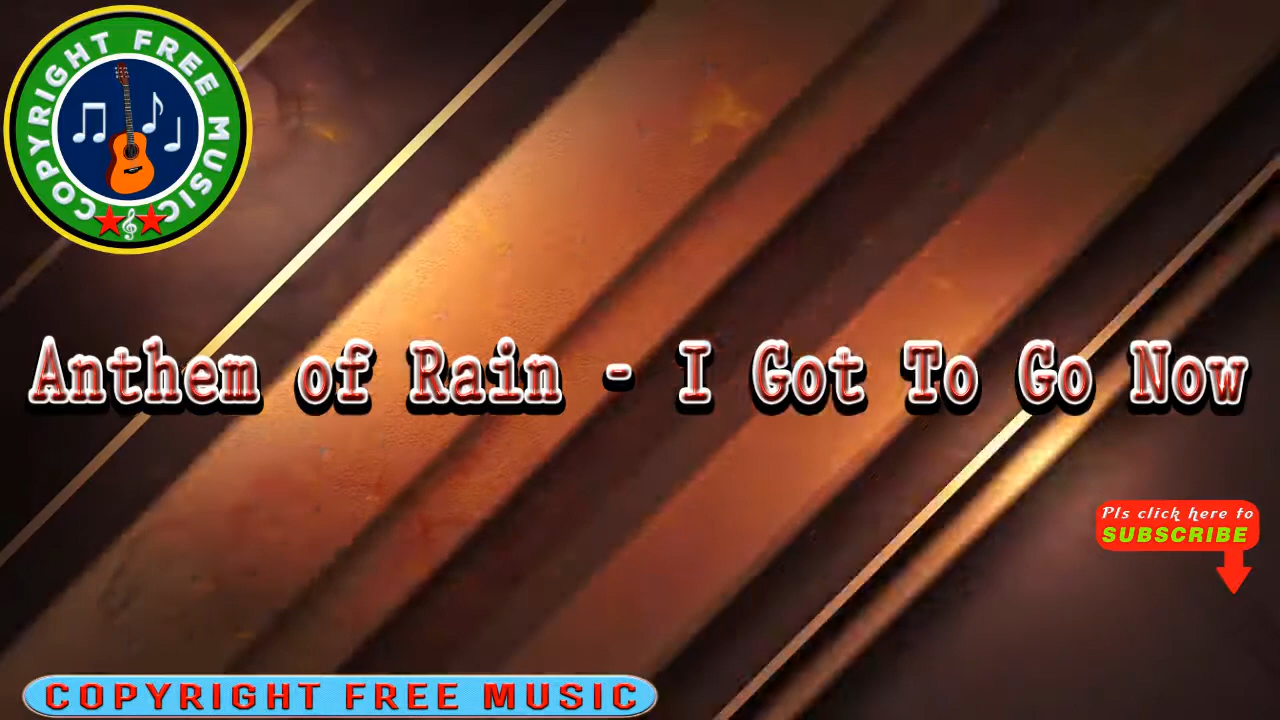 COPYRIGHT FREE MUSIC
Anthem of Rain - I Got To Go Now
Pls click here to
SUBSCRIBE
COPYRIGHT FREE MUSIC